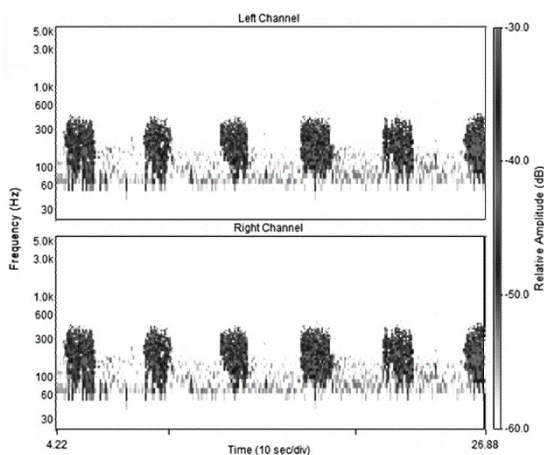 Left Channel
5.0k
3.0k
1.0k
600
300
100
60
30
Right Channel
5.0k
3.0k
1.0k
600
300
100
60
30
Frequency (Hz)
4.22
Time (10 sec/div)
26.88
-30.0
-40.0
-50.0
-60.0
Relative Amplitude (dB)